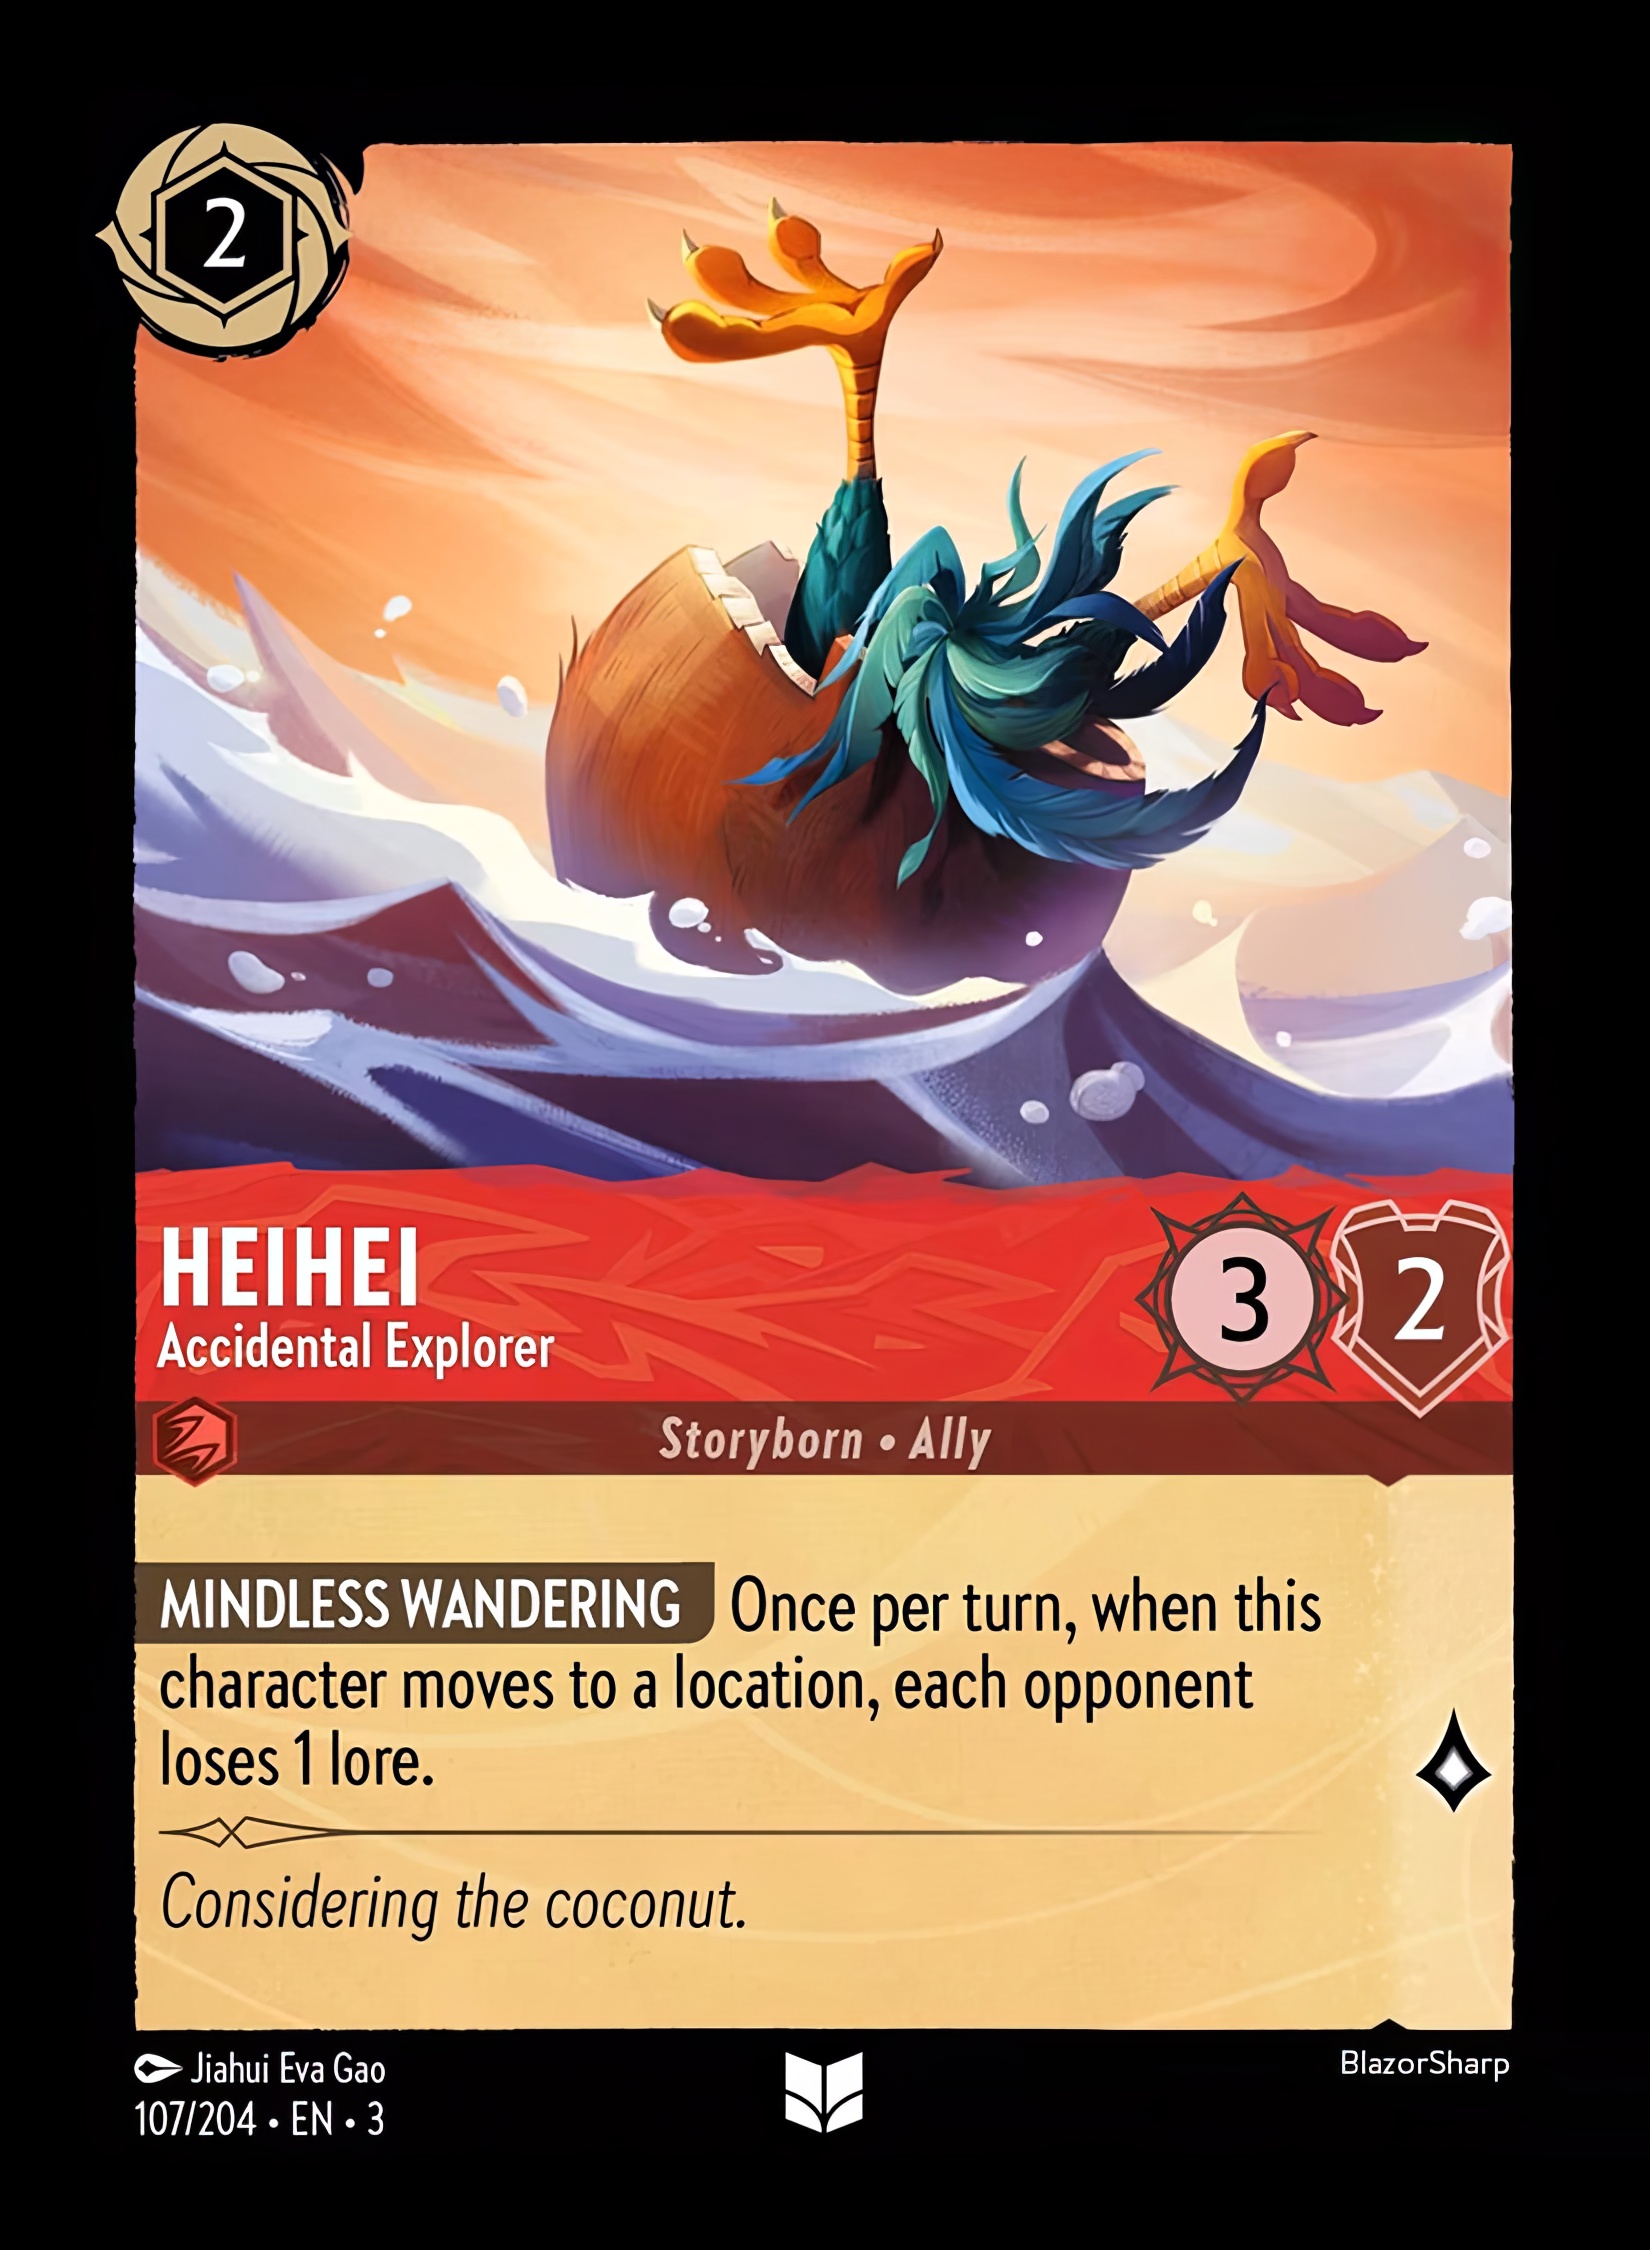 2
HEIHEI
Accidental Explorer
3
2
Storyborn • Ally
MINDLESS WANDERING Once per turn, when this
character moves to a location, each opponent
loses 1 lore.
Considering the coconut.
Jiahui Eva Gao
107/204 • EN • 3
BlazorSharp